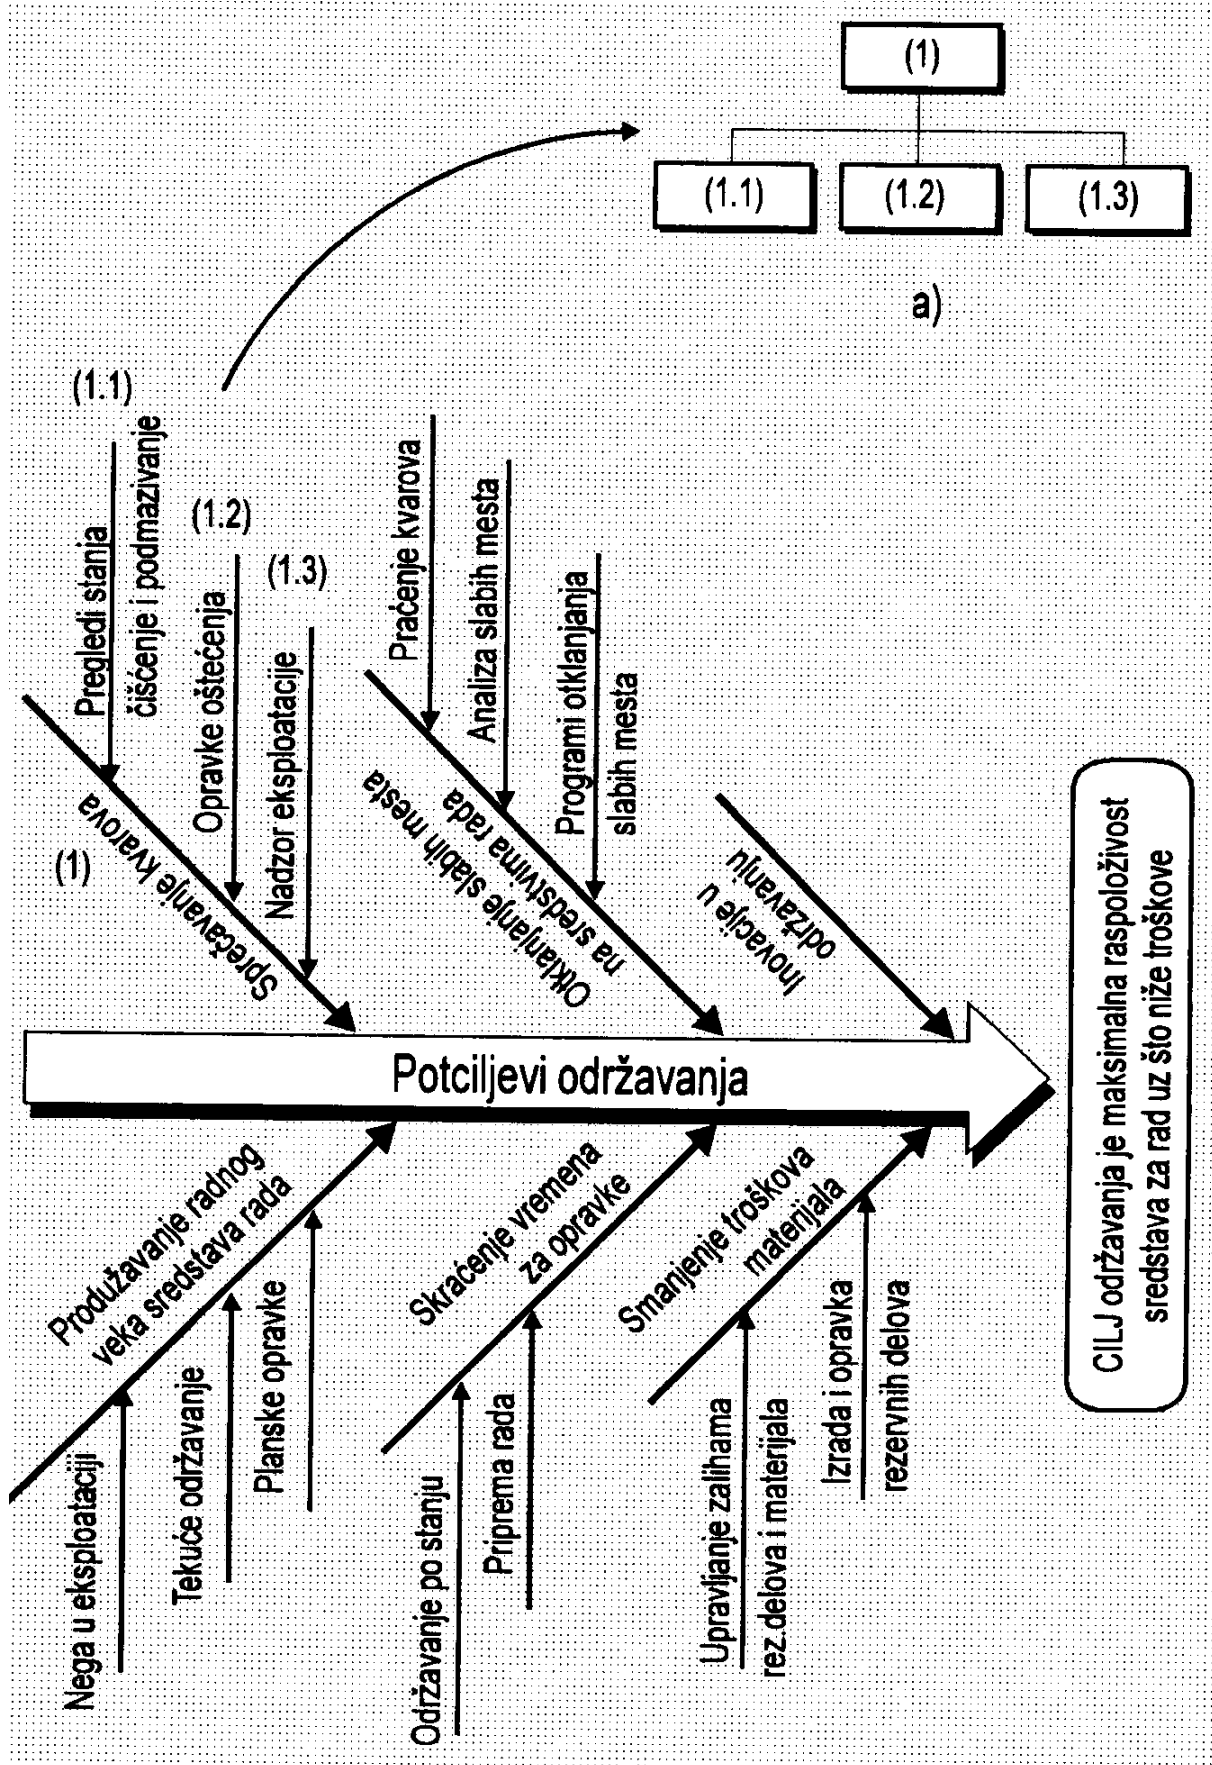 (1)
(1.1)
(1.2)
(1.3)
a)
(1.1)
Pregledi stanja
čišćenje i podmazivanje
(1.2)
Opravke oštećenja
(1.3)
Nadzor eksploatacije
(1)
Sprečavanje kvarova
Praćenje kvarova
Analiza slabih mesta
Programi otklanjanja
slabih mesta
Otklanjanje slabih mesta
na sredstvima rada
Inovacije u
održavanju
Potciljevi održavanja
CILJ održavanja je maksimalna raspoloživost
sredstava za rad uz što niže troškove
Produžavanje radnog
veka sredstava rada
Nega u eksploataciji
Tekuće održavanje
Planske opravke
Skraćenje vremena
za opravke
Održavanje po stanju
Priprema rada
Smanjenje troškova
materijala
Upravljanje zalihama
rez.delova i materijala
Izrada i opravka
rezervnih delova